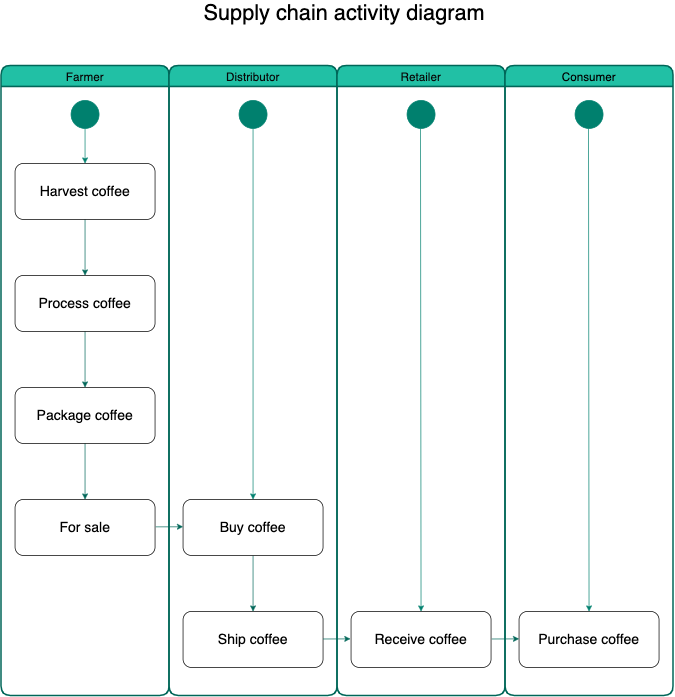 Supply chain activity diagram
Farmer
Distributor
Retailer
Consumer
Harvest coffee
Process coffee
Package coffee
For sale
Buy coffee
Ship coffee
Receive coffee
Purchase coffee